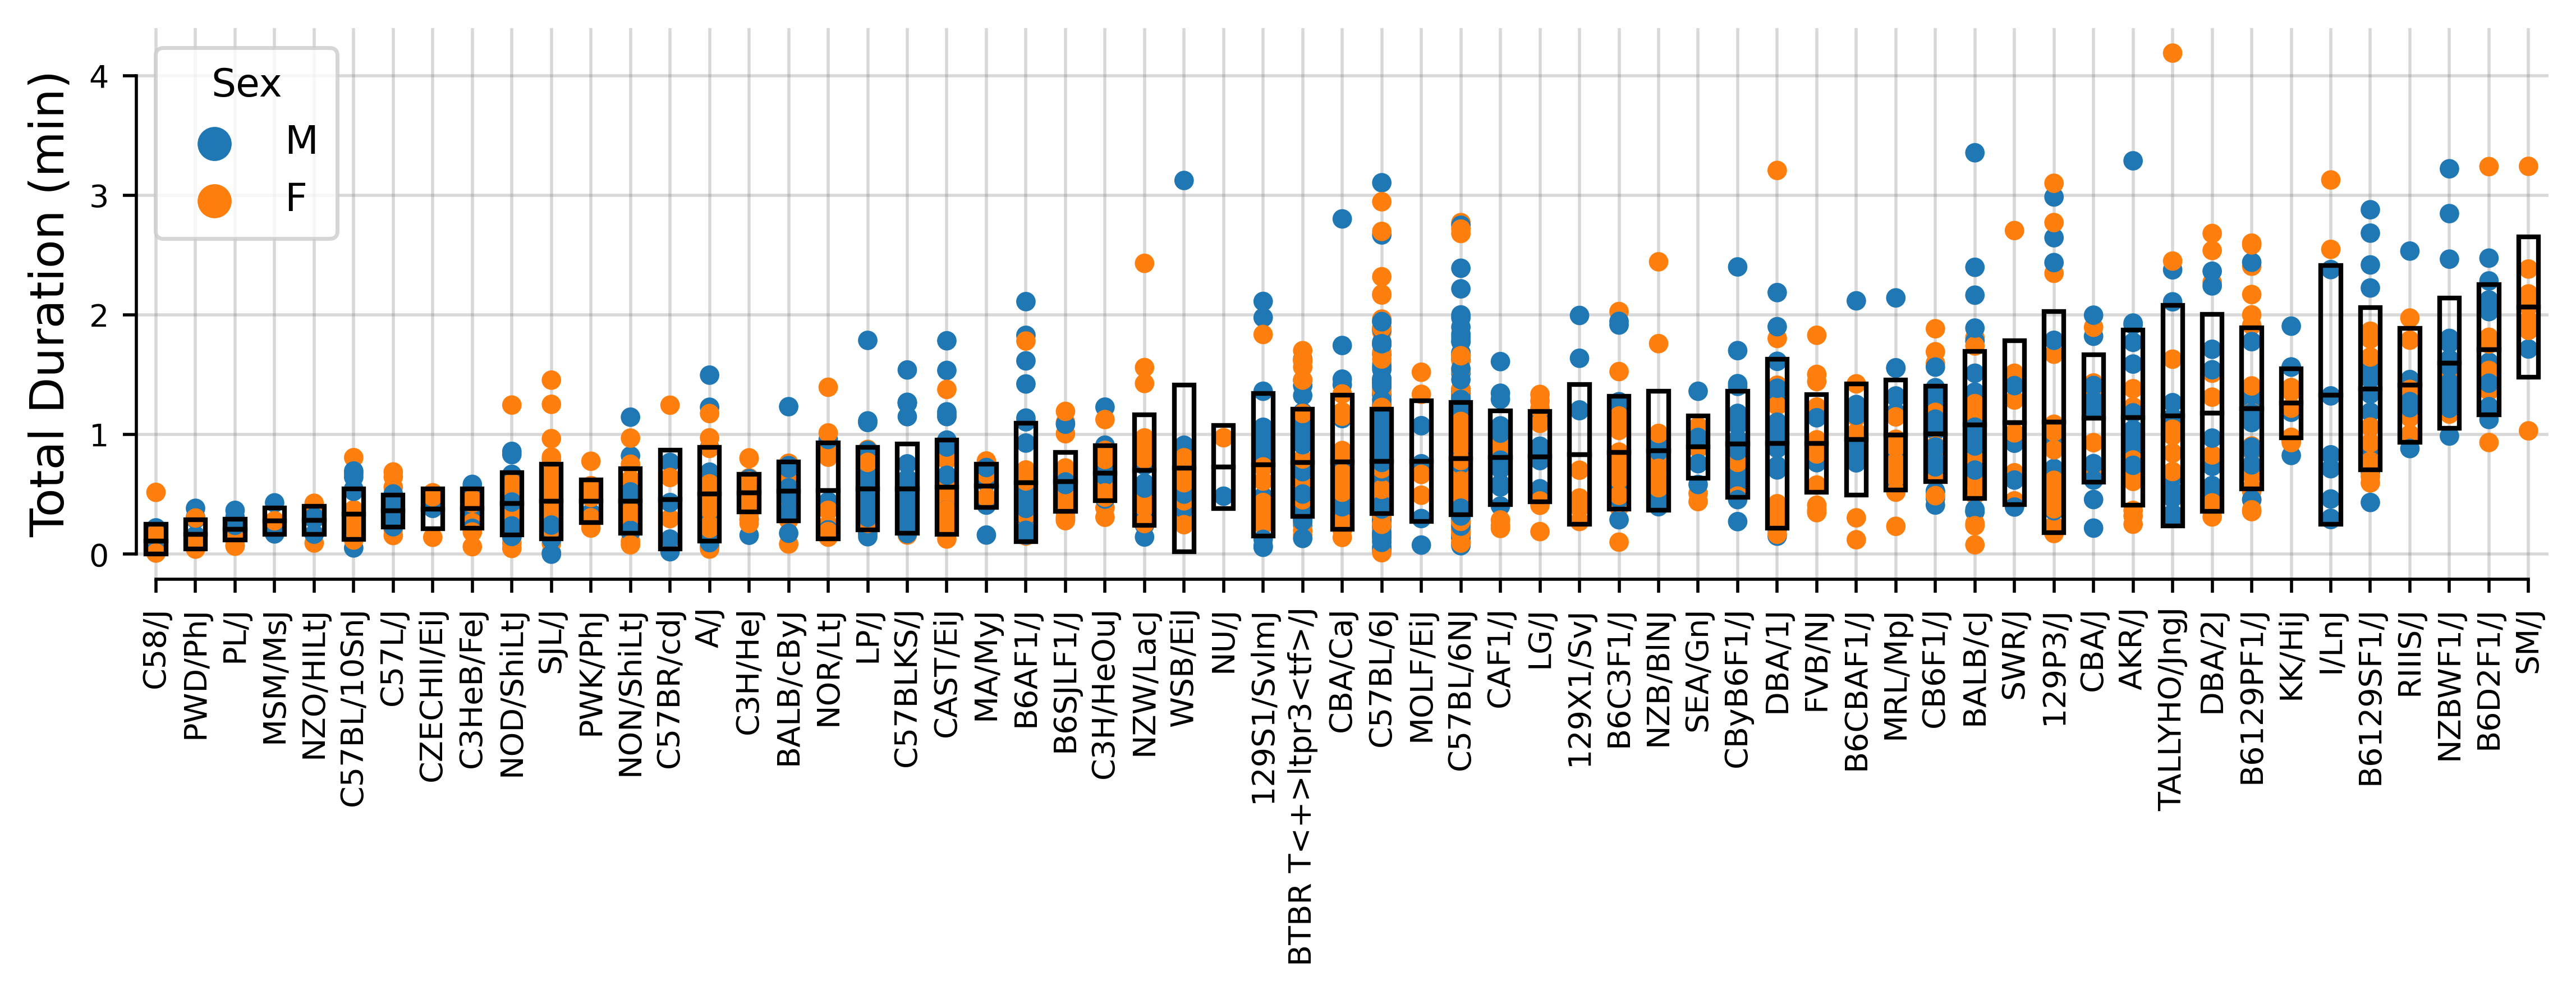 Total Duration (min)
4
3
2
1
0
Sex
M
F
C58/J
PWD/PhJ
PL/J
MSM/MsJ
NZO/HILtJ
C57BL/10SnJ
C57L/J
CZECHII/EiJ
C3HeB/FeJ
NOD/ShiLtJ
SJL/J
PWK/PhJ
NON/ShiLtJ
C57BR/cdJ
A/J
C3H/HeJ
BALB/cByJ
NOR/LtJ
LP/J
C57BLKS/J
CAST/EiJ
MA/MyJ
B6AF1/J
B6SJLF1/J
C3H/HeOuJ
NZW/LacJ
WSB/EiJ
NU/J
129S1/SvImJ
BTBR T<+>Itpr3<tf>/J
CBA/CaJ
C57BL/6J
MOLF/EiJ
C57BL/6NJ
CAF1/J
LG/J
129X1/SvJ
B6C3F1/J
NZB/BINJ
SEA/GnJ
CByB6F1/J
DBA/1J
FVB/NJ
B6CBAF1/J
MRL/MpJ
CB6F1/J
BALB/cJ
SWR/J
129P3/J
CBA/J
AKR/J
TALLYHO/JngJ
DBA/2J
B6129PF1/J
KK/HiJ
I/LnJ
B6129SF1/J
RIIIS/J
NZBWF1/J
B6D2F1/J
SM/J